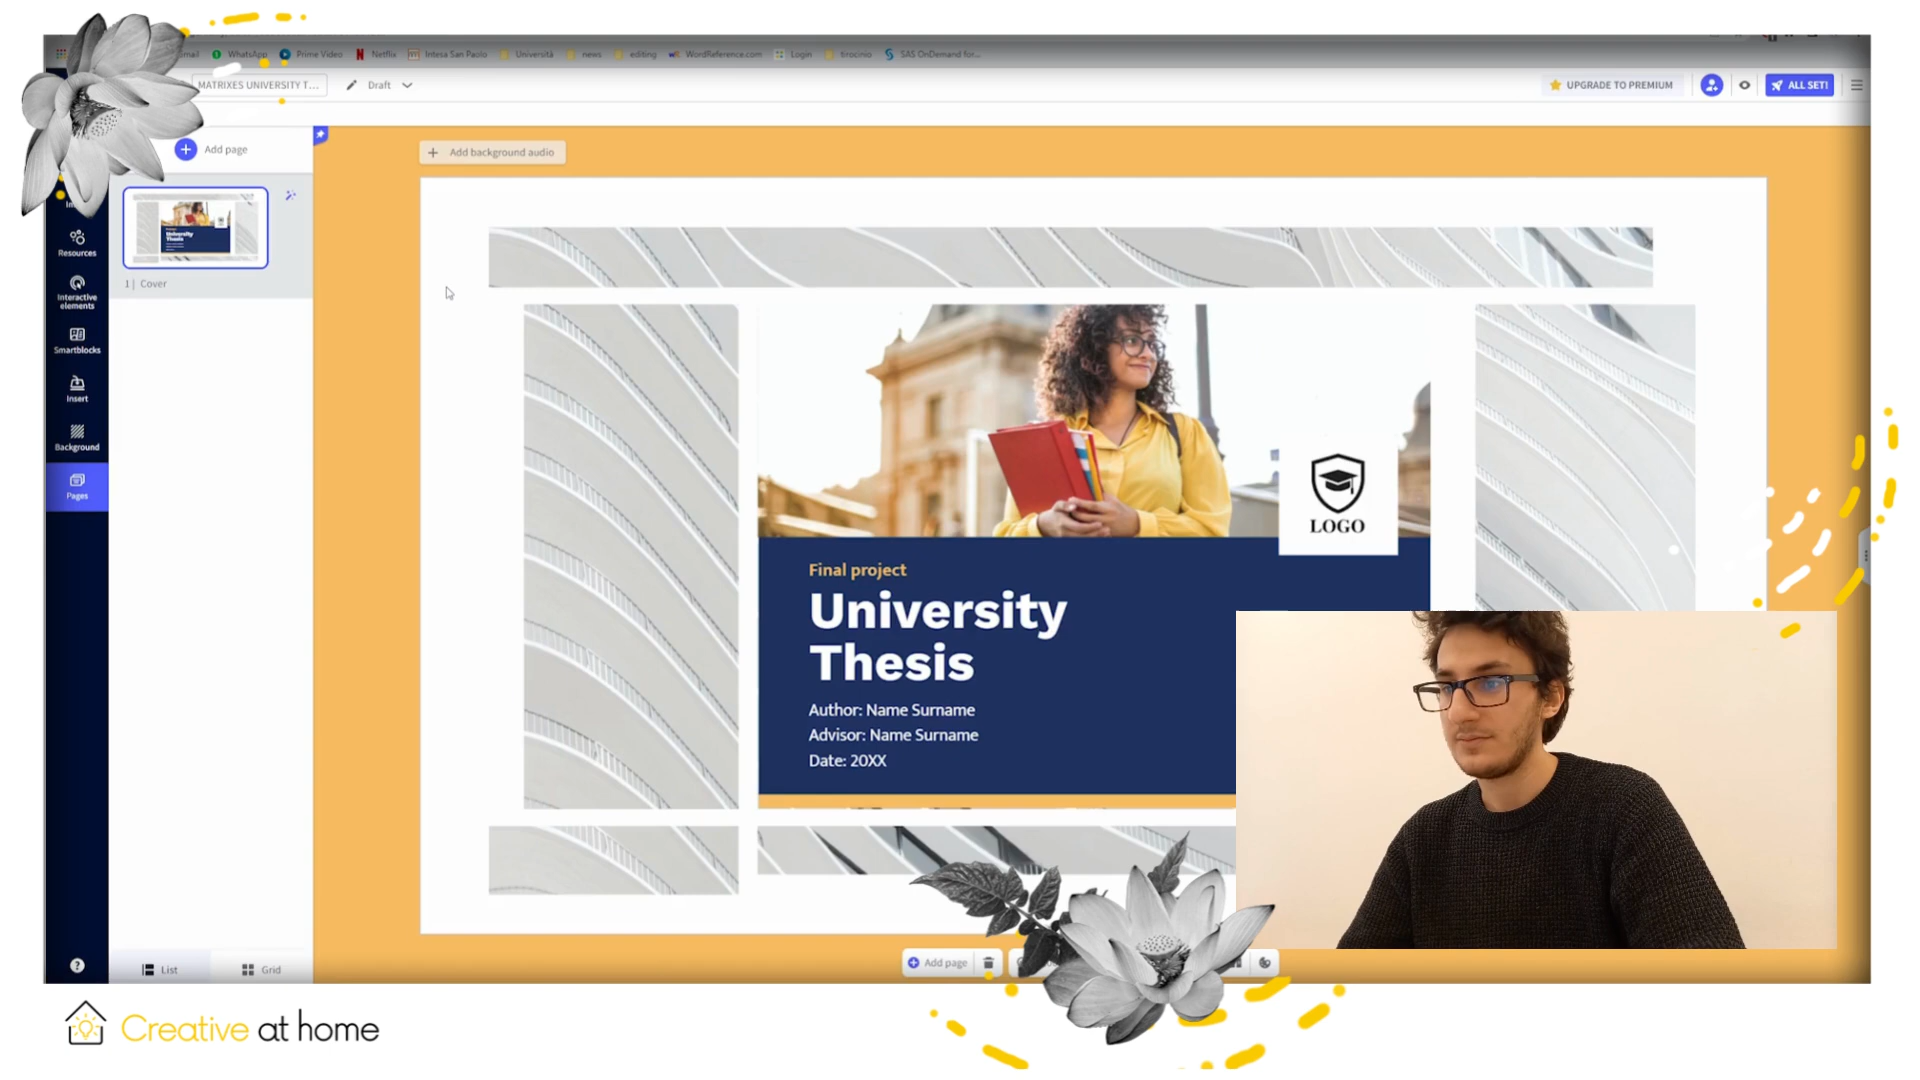 WhatsApp Prime Video Netflix Intesa San Paolo Università news editing WordReference.com Login tirocinio SAS OnDemand for...
MATRIXES UNIVERSITY T... Draft
UPGRADE TO PREMIUM
ALL SET!
Add page
Add background audio
1 | Cover
Resources
Interactive
elements
Smartblocks
Insert
Background
Pages
University
Thesis
LOGO
Final project
University
Thesis
Author: Name Surname
Advisor: Name Surname
Date: 20XX
List
Grid
Add page
Creative at home